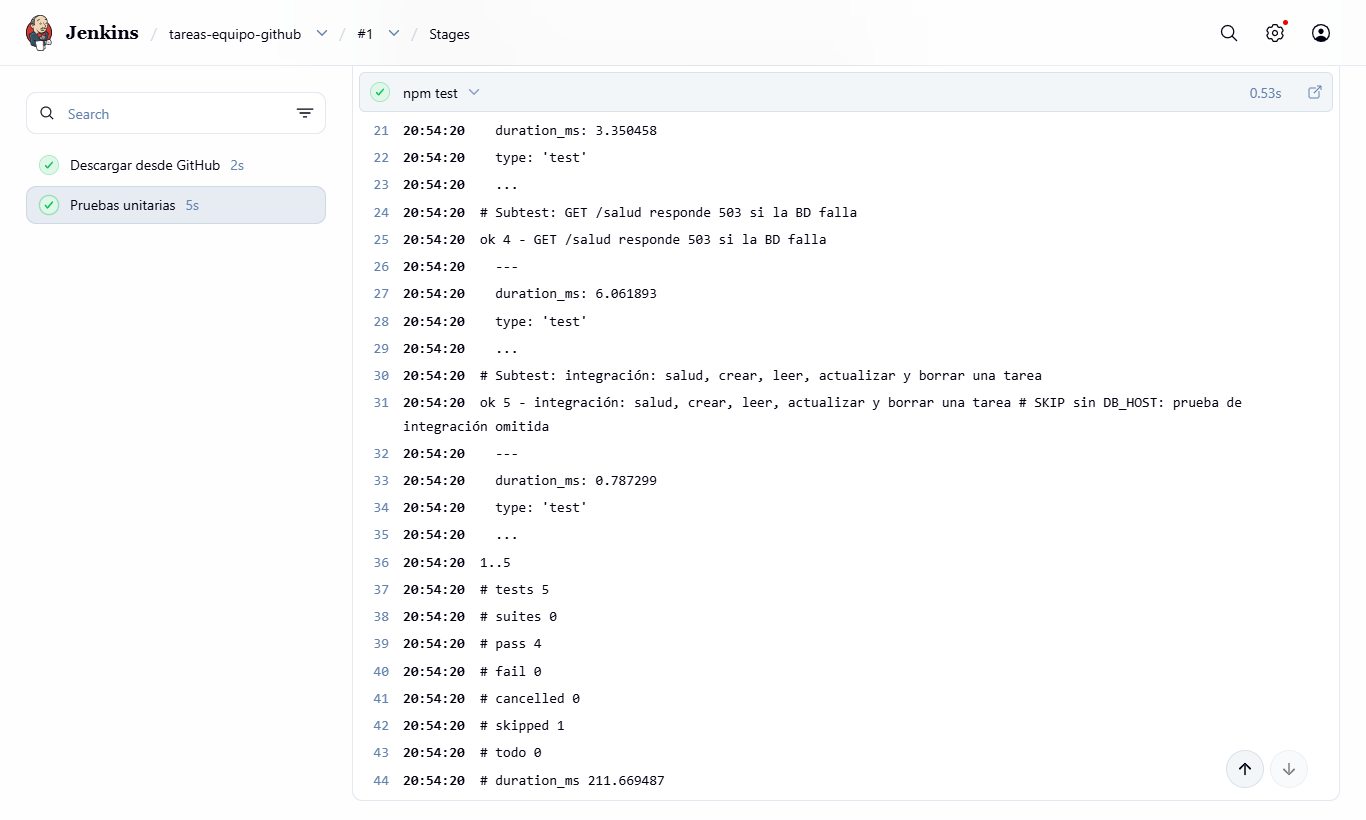 Jenkins / tareas-equipo-github / #1 / Stages
Search
Descargar desde GitHub 2s
Pruebas unitarias 5s
npm test 0.53s
21 20:54:20 duration_ms: 3.350458
22 20:54:20 type: 'test'
23 20:54:20 ...
24 20:54:20 # Subtest: GET /salud responde 503 si la BD falla
25 20:54:20 ok 4 - GET /salud responde 503 si la BD falla
26 20:54:20 ---
27 20:54:20 duration_ms: 6.061893
28 20:54:20 type: 'test'
29 20:54:20 ...
30 20:54:20 # Subtest: integración: salud, crear, leer, actualizar y borrar una tarea
31 20:54:20 ok 5 - integración: salud, crear, leer, actualizar y borrar una tarea # SKIP sin DB_HOST: prueba de
integración omitida
32 20:54:20 ---
33 20:54:20 duration_ms: 0.787299
34 20:54:20 type: 'test'
35 20:54:20 ...
36 20:54:20 1..5
37 20:54:20 # tests 5
38 20:54:20 # suites 0
39 20:54:20 # pass 4
40 20:54:20 # fail 0
41 20:54:20 # cancelled 0
42 20:54:20 # skipped 1
43 20:54:20 # todo 0
44 20:54:20 # duration_ms 211.669487